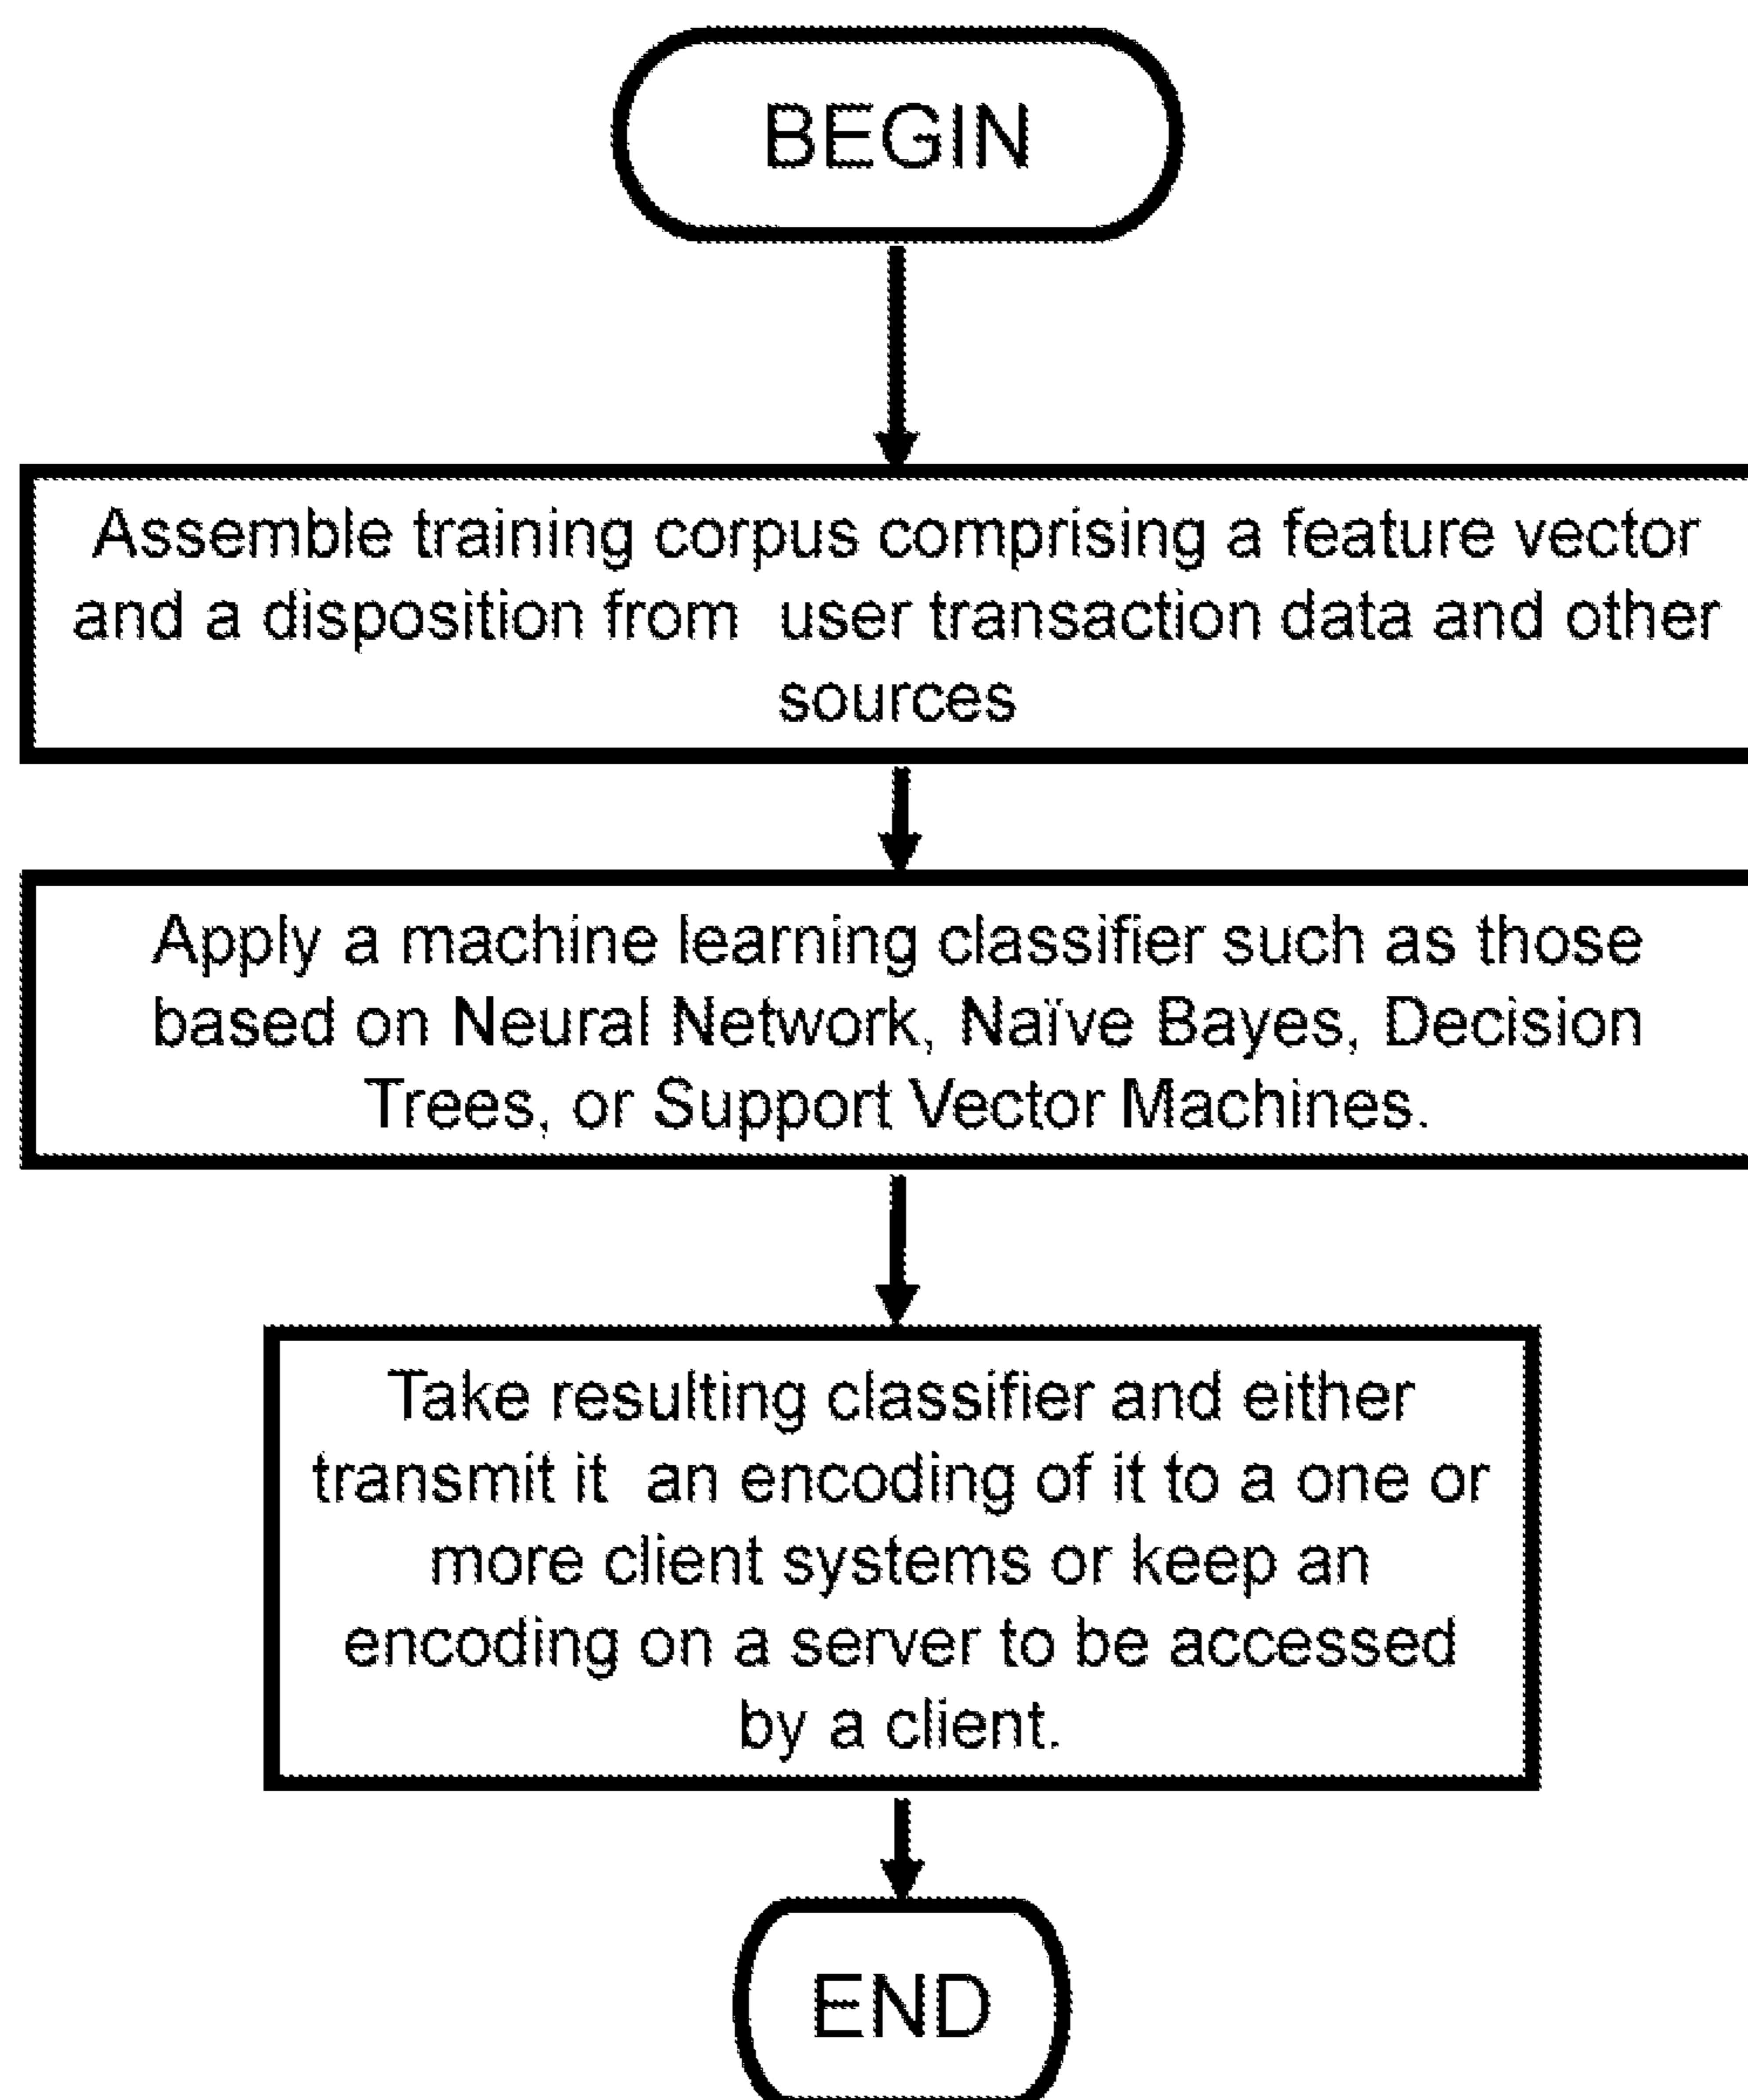 BEGIN
Assemble training corpus comprising a feature vector
and a disposition from user transaction data and other
sources
Apply a machine learning classifier such as those
based on Neural Network, Naïve Bayes, Decision
Trees, or Support Vector Machines.
Take resulting classifier and either
transmit it an encoding of it to a one or
more client systems or keep an
encoding on a server to be accessed
by a client.
END